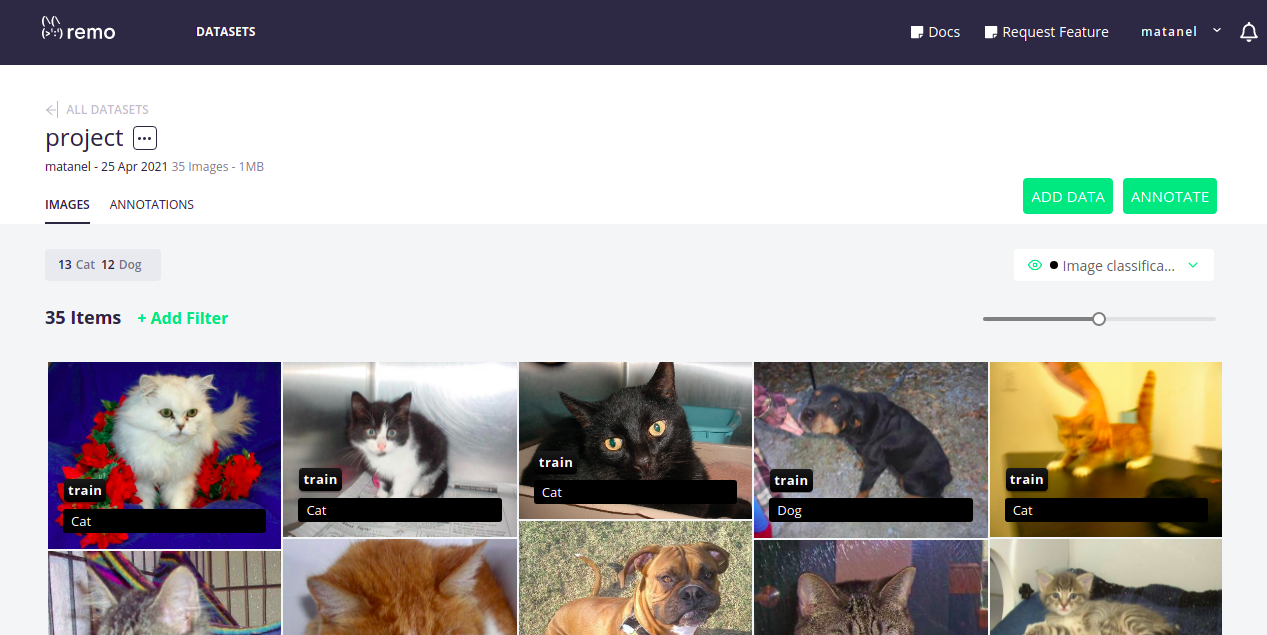 remo
DATASETS
Docs
Request Feature
matanel
ALL DATASETS
project
matanel - 25 Apr 2021 35 Images - 1MB
IMAGES
ANNOTATIONS
ADD DATA
ANNOTATE
13 Cat 12 Dog
Image classifica...
35 Items
+ Add Filter
train
Cat
train
Cat
train
Cat
train
Dog
train
Cat